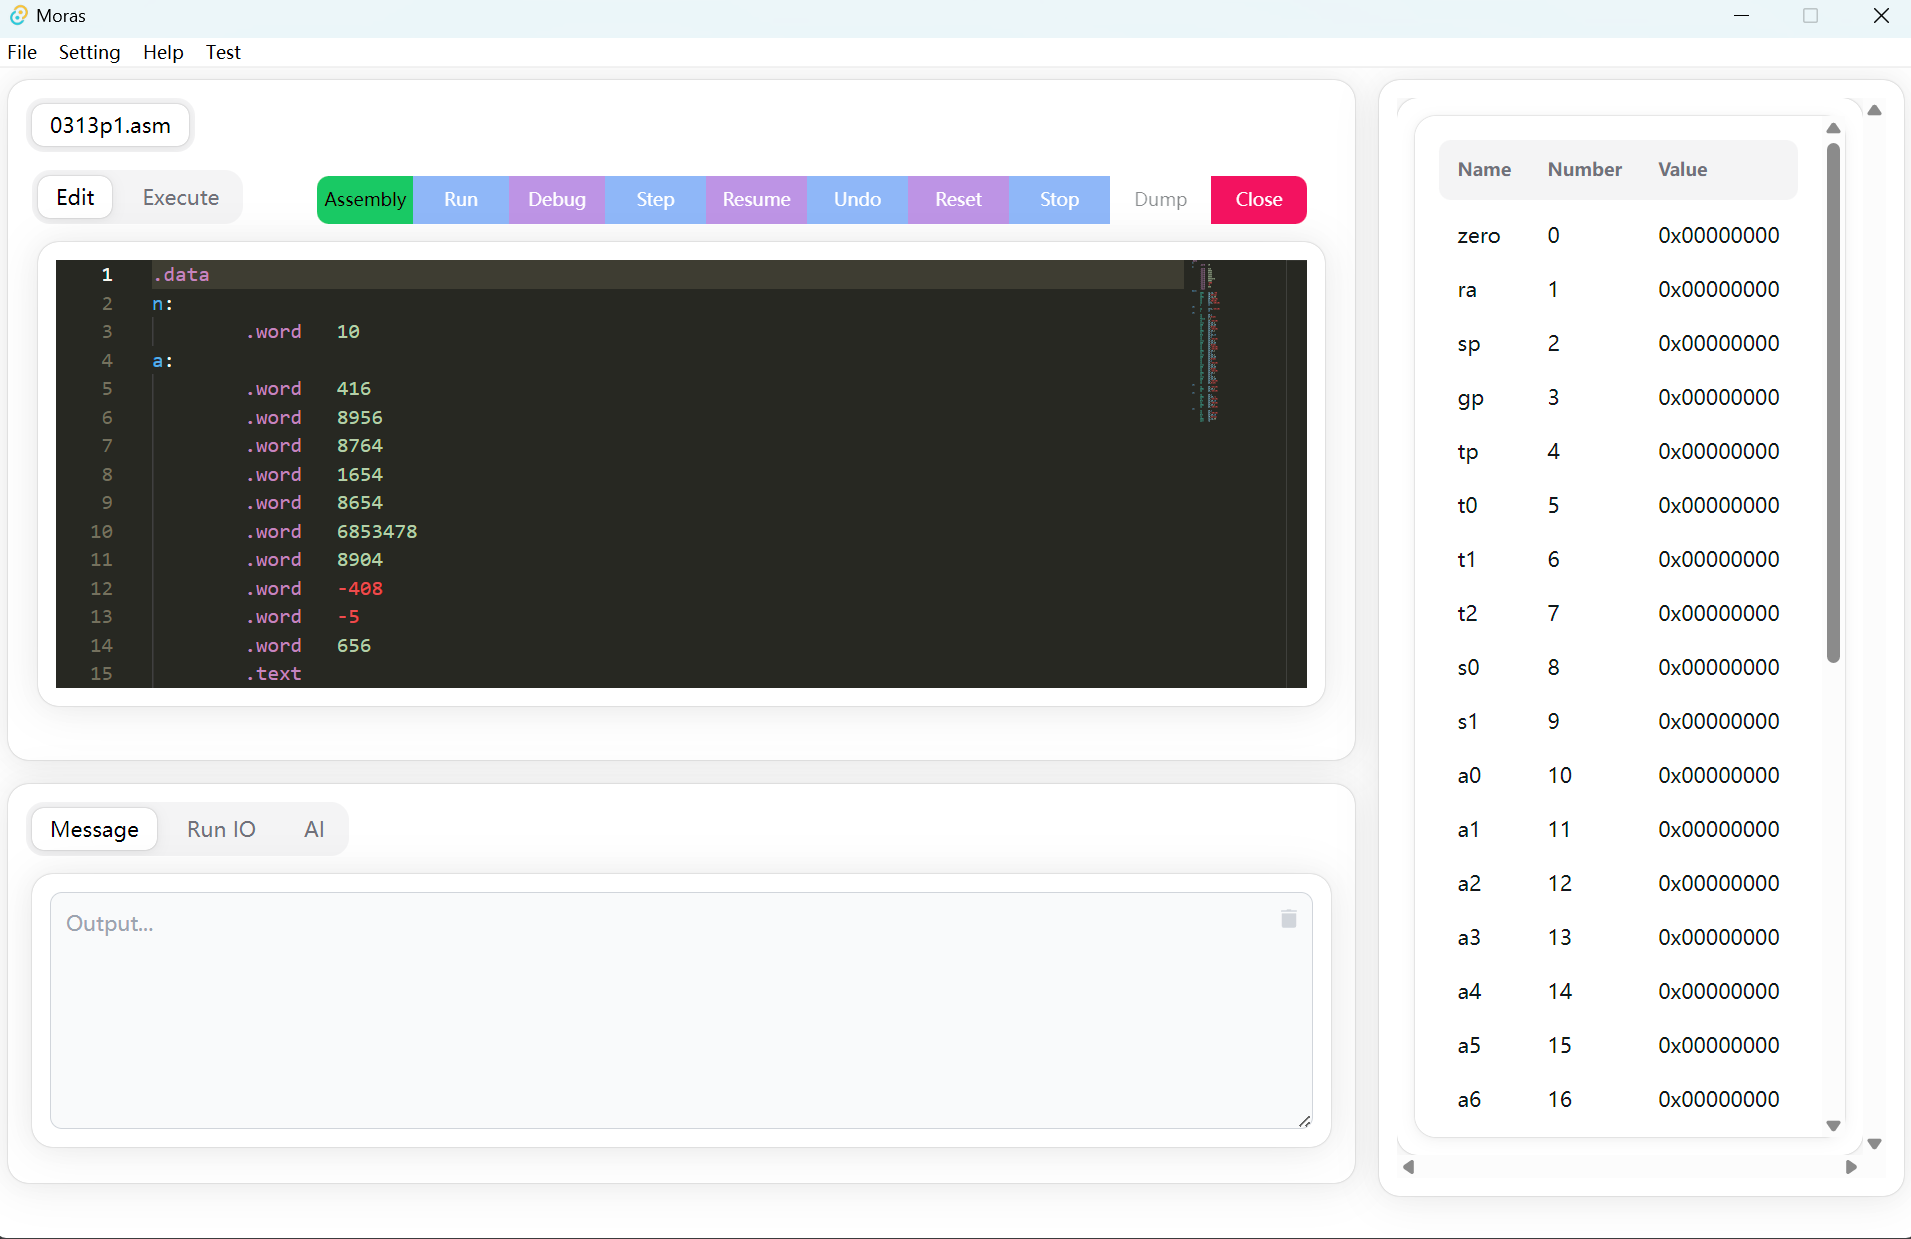 Moras
File Setting Help Test
0313p1.asm
Edit Execute
Assembly Run Debug Step Resume Undo Reset Stop Dump Close
1 .data
2 n:
3 .word 10
4 a:
5 .word 416
6 .word 8956
7 .word 8764
8 .word 1654
9 .word 8654
10 .word 6853478
11 .word 8904
12 .word -408
13 .word -5
14 .word 656
15 .text
Message Run IO AI
Output...
Name Number Value
zero 0 0x00000000
ra 1 0x00000000
sp 2 0x00000000
gp 3 0x00000000
tp 4 0x00000000
t0 5 0x00000000
t1 6 0x00000000
t2 7 0x00000000
s0 8 0x00000000
s1 9 0x00000000
a0 10 0x00000000
a1 11 0x00000000
a2 12 0x00000000
a3 13 0x00000000
a4 14 0x00000000
a5 15 0x00000000
a6 16 0x00000000